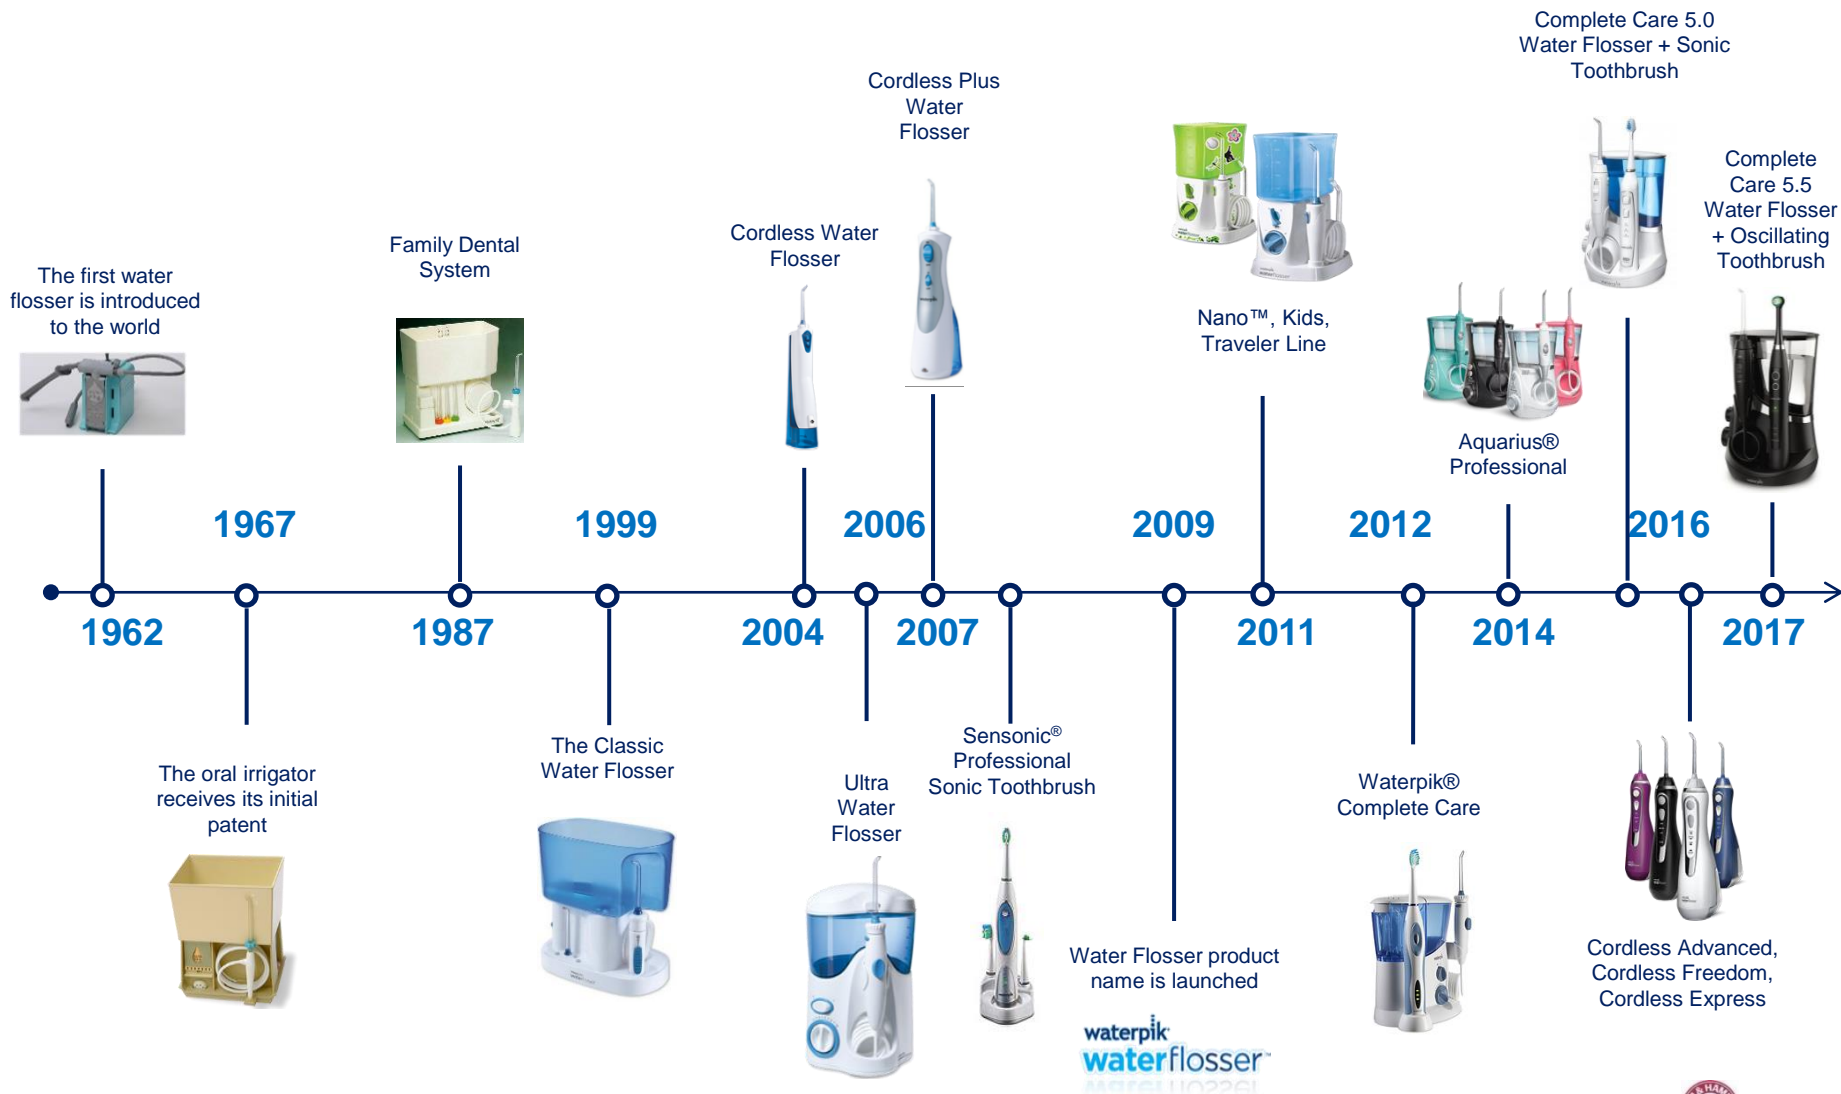 Complete Care 5.0
Water Flosser + Sonic
Toothbrush
Cordless Plus
Water
Flosser
Complete
Care 5.5
Water Flosser
+ Oscillating
Toothbrush
Cordless Water
Flosser
Family Dental
System
The first water
flosser is introduced
to the world
Nano™, Kids,
Traveler Line
Aquarius®
Professional
1967
1999
2006
2009
2012
2016
1962
1987
2004
2007
2011
2014
2017
The oral irrigator
receives its initial
patent
The Classic
Water Flosser
Ultra
Water
Flosser
Sensonic®
Professional
Sonic Toothbrush
Water Flosser product
name is launched
waterpik
waterflosser™
Waterpik®
Complete Care
Cordless Advanced,
Cordless Freedom,
Cordless Express
& HAM